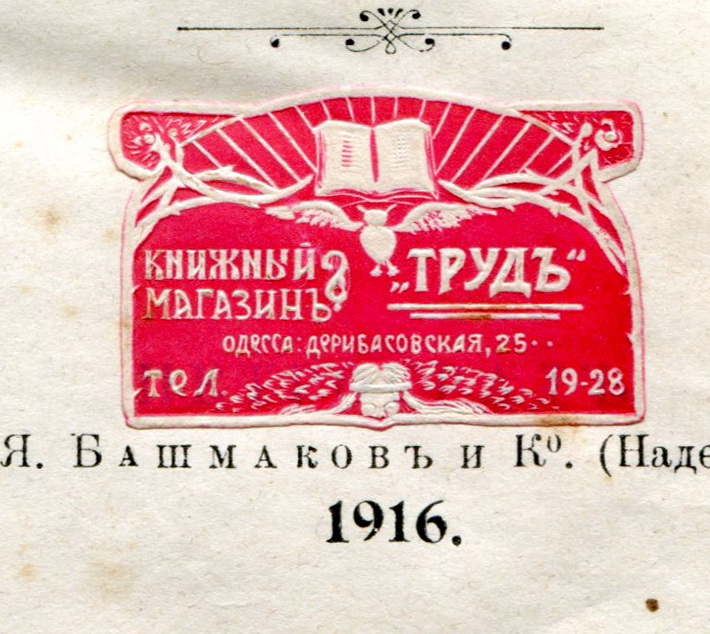 КНИЖНЫЙ
МАГАЗИНЪ
„ТРУДЪ“
ОДЕССА: ДЕРИБАСОВСКАЯ, 25··
ТЕЛ. 19-28
Я. Башмаковъ и Ко. (Наде
1916.